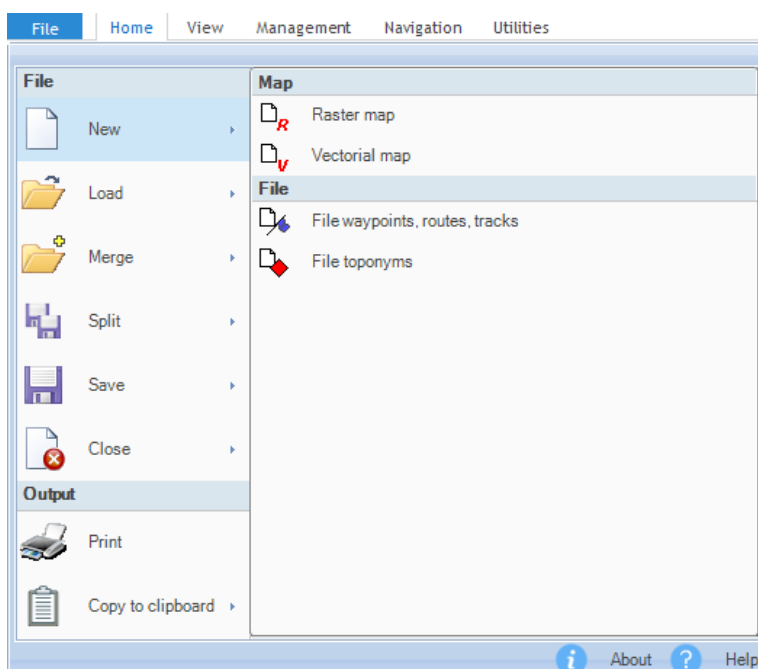 File Home View Management Navigation Utilities
File
New
Load
Merge
Split
Save
Close
Output
Print
Copy to clipboard
Map
R Raster map
V Vectorial map
File
File waypoints, routes, tracks
File toponyms
i About ? Help